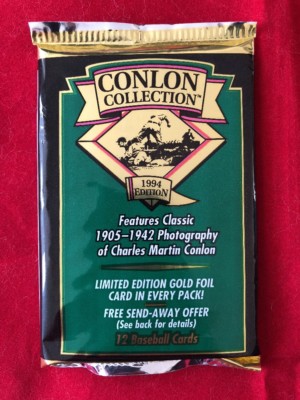 CONLON
COLLECTION™
1994
EDITION
Features Classic
1905–1942 Photography
of Charles Martin Conlon
LIMITED EDITION GOLD FOIL
CARD IN EVERY PACK!
FREE SEND-AWAY OFFER
(See back for details)
12 Baseball Cards